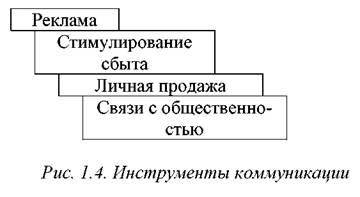 Реклама
Стимулирование
сбыта
Личная продажа
Связи с общественно-
стью
Рис. 1.4. Инструменты коммуникации